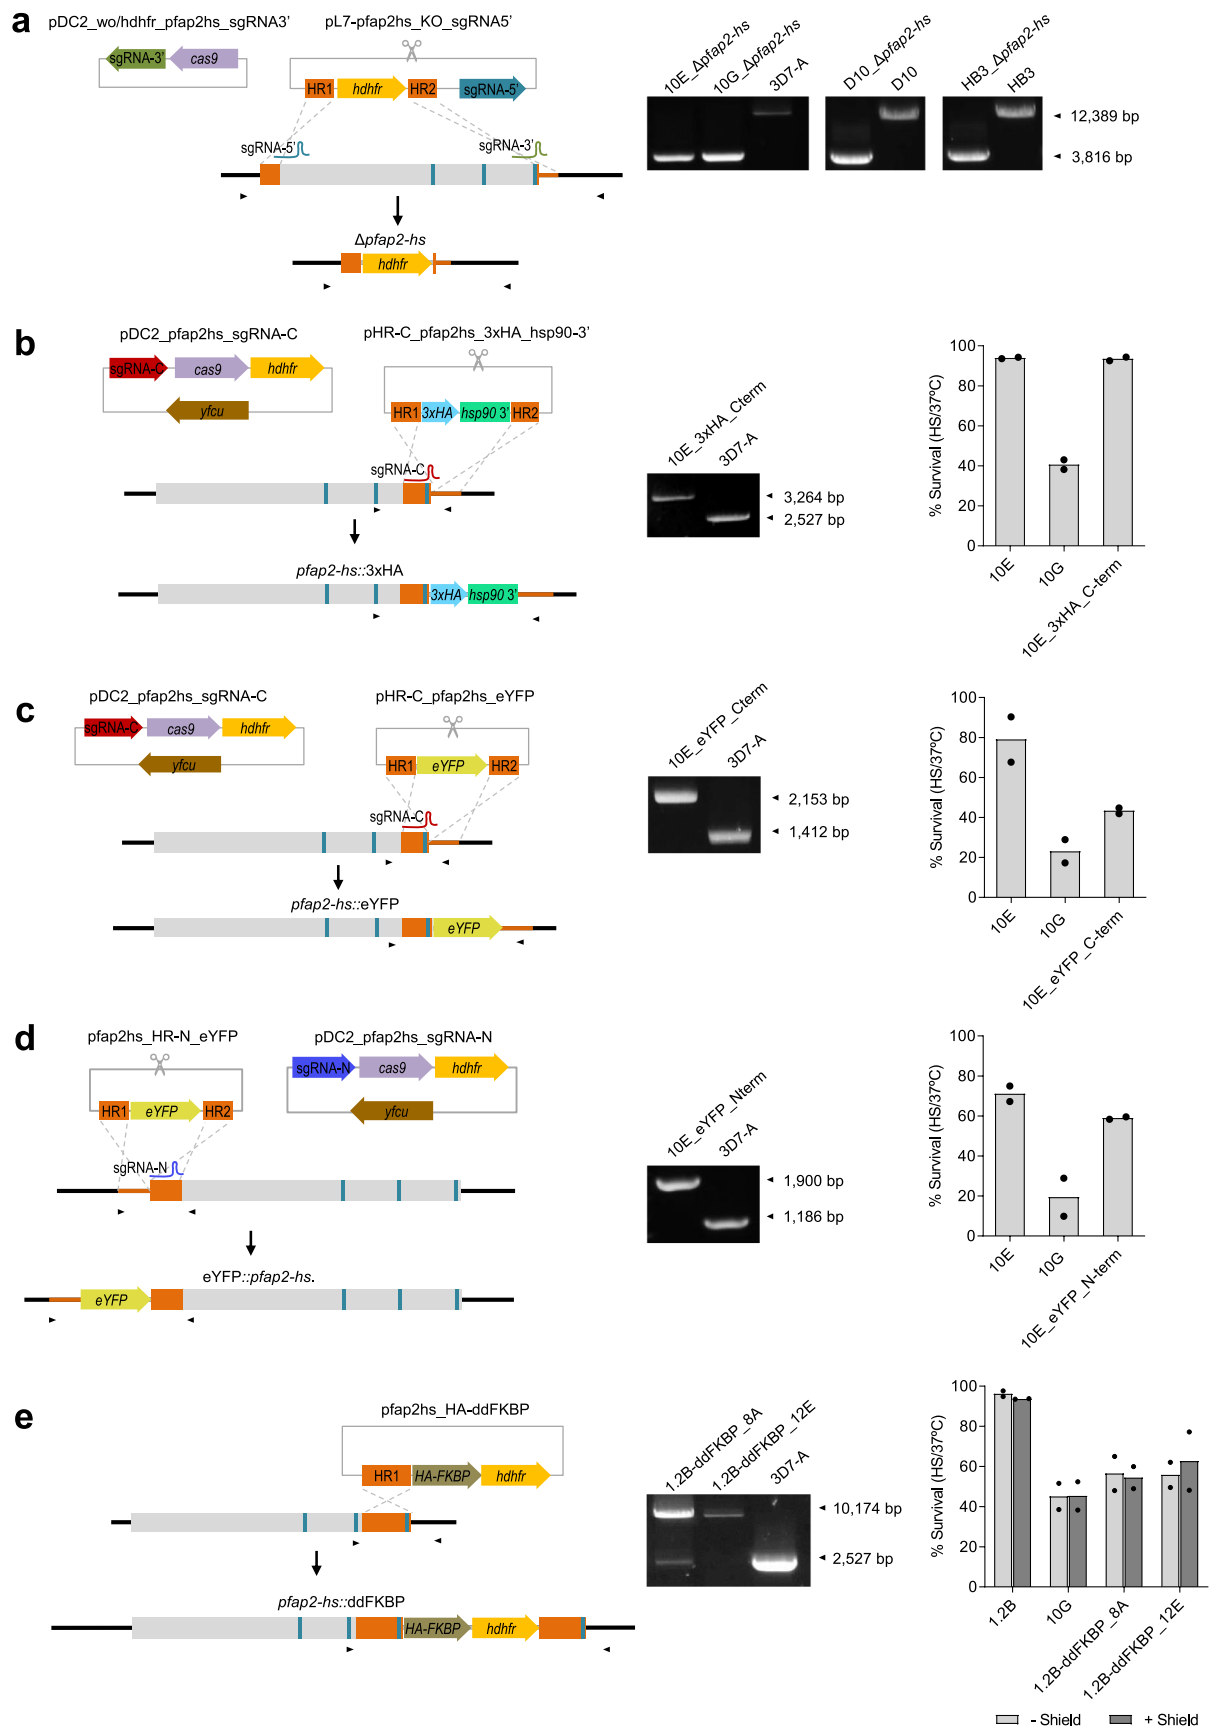 a
pDC2_wo/hdhfr_pfap2hs_sgRNA3’
pL7-pfap2hs_KO_sgRNA5’
sgRNA-3’ cas9
HR1 hdhfr HR2 sgRNA-5’
sgRNA-5’
sgRNA-3’
Δpfap2-hs
hdhfr
10E_Δpfap2-hs
10G_Δpfap2-hs
3D7-A
D10_Δpfap2-hs
D10
HB3_Δpfap2-hs
HB3
12,389 bp
3,816 bp
b
pDC2_pfap2hs_sgRNA-C
pHR-C_pfap2hs_3xHA_hsp90-3’
sgRNA-C cas9 hdhfr
yfcu
HR1 3xHA hsp90 3’ HR2
sgRNA-C
pfap2-hs::3xHA
3xHA hsp90 3’
10E_3xHA_Cterm
3D7-A
3,264 bp
2,527 bp
% Survival (HS/37ºC)
100
80
60
40
20
0
10E
10G
10E_3xHA_C-term
c
pDC2_pfap2hs_sgRNA-C
pHR-C_pfap2hs_eYFP
sgRNA-C cas9 hdhfr
yfcu
HR1 eYFP HR2
sgRNA-C
pfap2-hs::eYFP
eYFP
10E_eYFP_Cterm
3D7-A
2,153 bp
1,412 bp
% Survival (HS/37ºC)
100
80
60
40
20
0
10E
10G
10E_eYFP_C-term
d
pfap2hs_HR-N_eYFP
pDC2_pfap2hs_sgRNA-N
HR1 eYFP HR2
sgRNA-N cas9 hdhfr
yfcu
sgRNA-N
eYFP::pfap2-hs.
eYFP
10E_eYFP_Nterm
3D7-A
1,900 bp
1,186 bp
% Survival (HS/37ºC)
100
80
60
40
20
0
10E
10G
10E_eYFP_N-term
e
pfap2hs_HA-ddFKBP
HR1 HA-FKBP hdhfr
pfap2-hs::ddFKBP
HA-FKBP hdhfr
1.2B-ddFKBP_8A
1.2B-ddFKBP_12E
3D7-A
10,174 bp
2,527 bp
% Survival (HS/37ºC)
100
80
60
40
20
0
1.2B
10G
1.2B-ddFKBP_8A
1.2B-ddFKBP_12E
- Shield + Shield